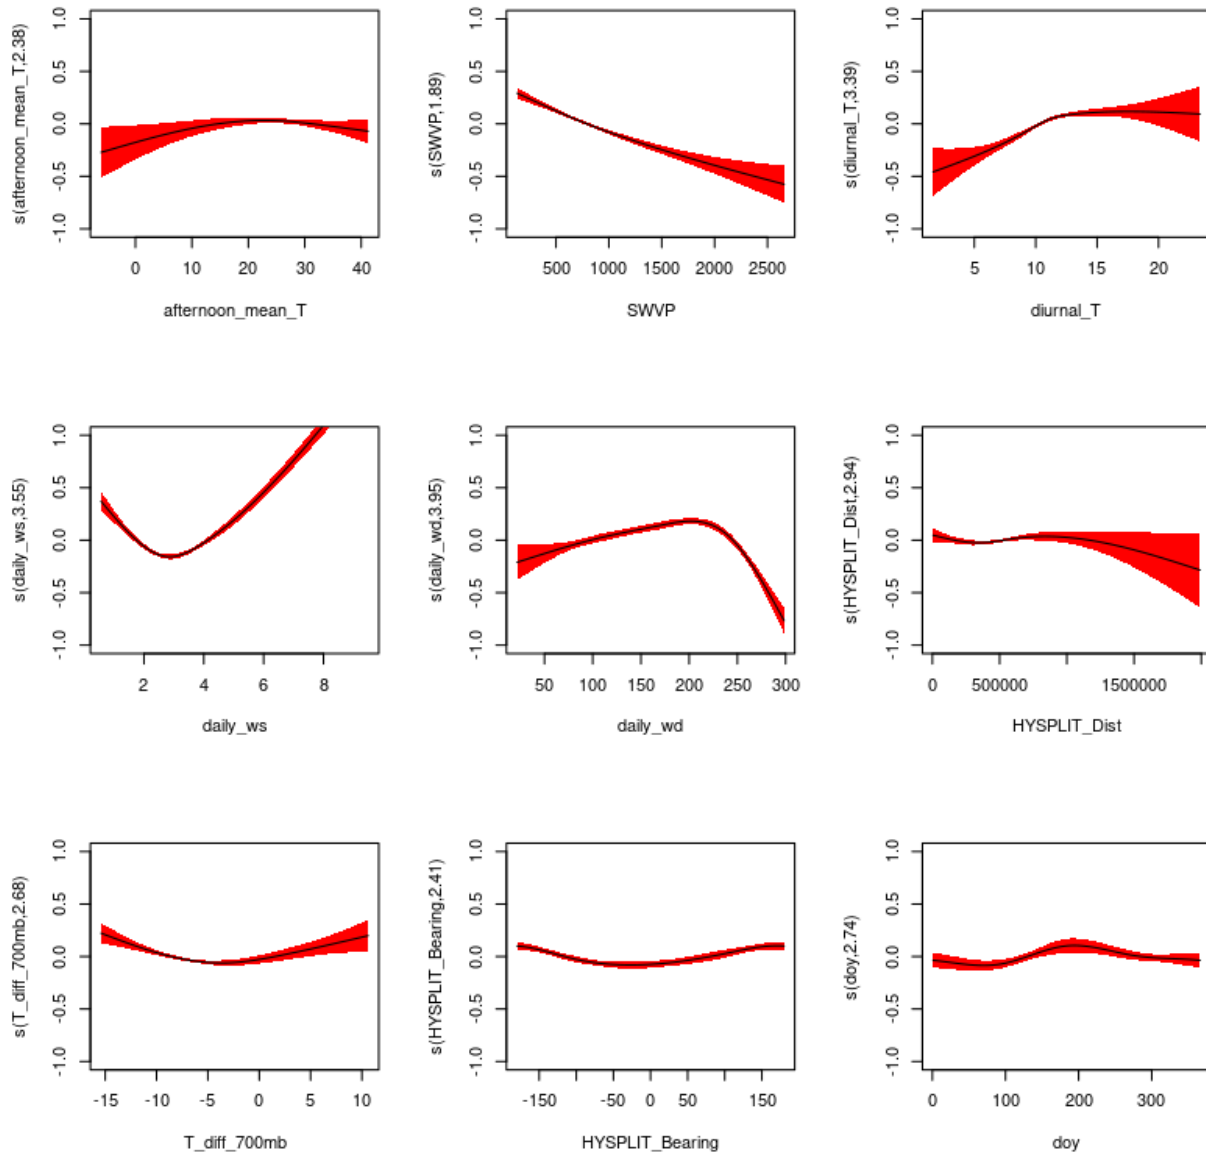 s(afternoon_mean_T,2.38)
-1.0 -0.5 0.0 0.5 1.0
0 10 20 30 40
afternoon_mean_T
s(SWVP,1.89)
-1.0 -0.5 0.0 0.5 1.0
500 1000 1500 2000 2500
SWVP
s(diurnal_T,3.39)
-1.0 -0.5 0.0 0.5 1.0
5 10 15 20
diurnal_T
s(daily_ws,3.55)
-1.0 -0.5 0.0 0.5 1.0
2 4 6 8
daily_ws
s(daily_wd,3.95)
-1.0 -0.5 0.0 0.5 1.0
50 100 150 200 250 300
daily_wd
s(HYSPLIT_Dist,2.94)
-1.0 -0.5 0.0 0.5 1.0
0 500000 1500000
HYSPLIT_Dist
s(T_diff_700mb,2.68)
-1.0 -0.5 0.0 0.5 1.0
-15 -10 -5 0 5 10
T_diff_700mb
s(HYSPLIT_Bearing,2.41)
-1.0 -0.5 0.0 0.5 1.0
-150 -50 0 50 150
HYSPLIT_Bearing
s(doy,2.74)
-1.0 -0.5 0.0 0.5 1.0
0 100 200 300
doy